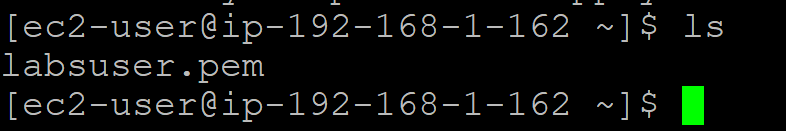 [ec2-user@ip-192-168-1-162 ~]$ ls
labsuser.pem
[ec2-user@ip-192-168-1-162 ~]$